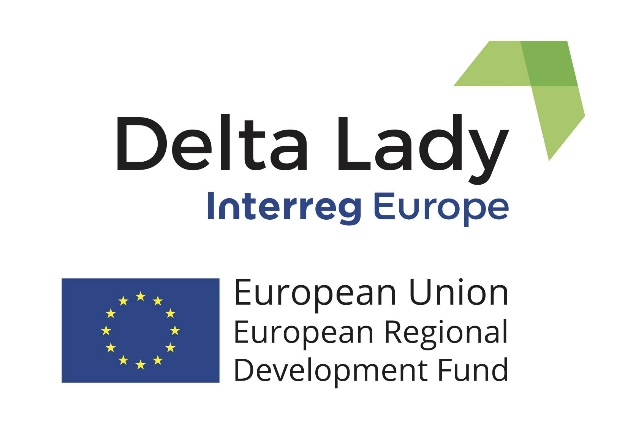 Delta Lady
Interreg Europe
European Union
European Regional
Development Fund